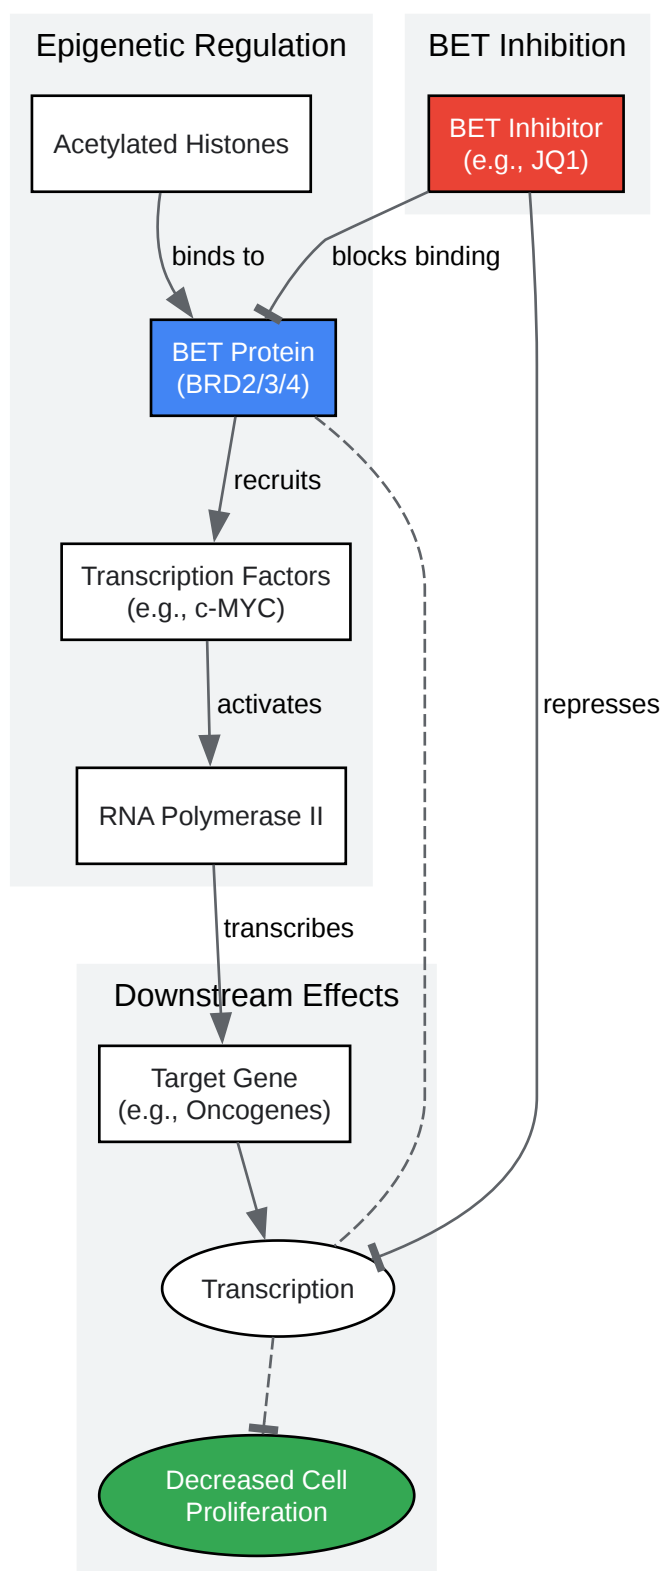 Epigenetic Regulation
BET Inhibition
Acetylated Histones
BET Inhibitor
(e.g., JQ1)
binds to
blocks binding
BET Protein
(BRD2/3/4)
recruits
Transcription Factors
(e.g., c-MYC)
activates
represses
RNA Polymerase II
transcribes
Downstream Effects
Target Gene
(e.g., Oncogenes)
Transcription
Decreased Cell
Proliferation